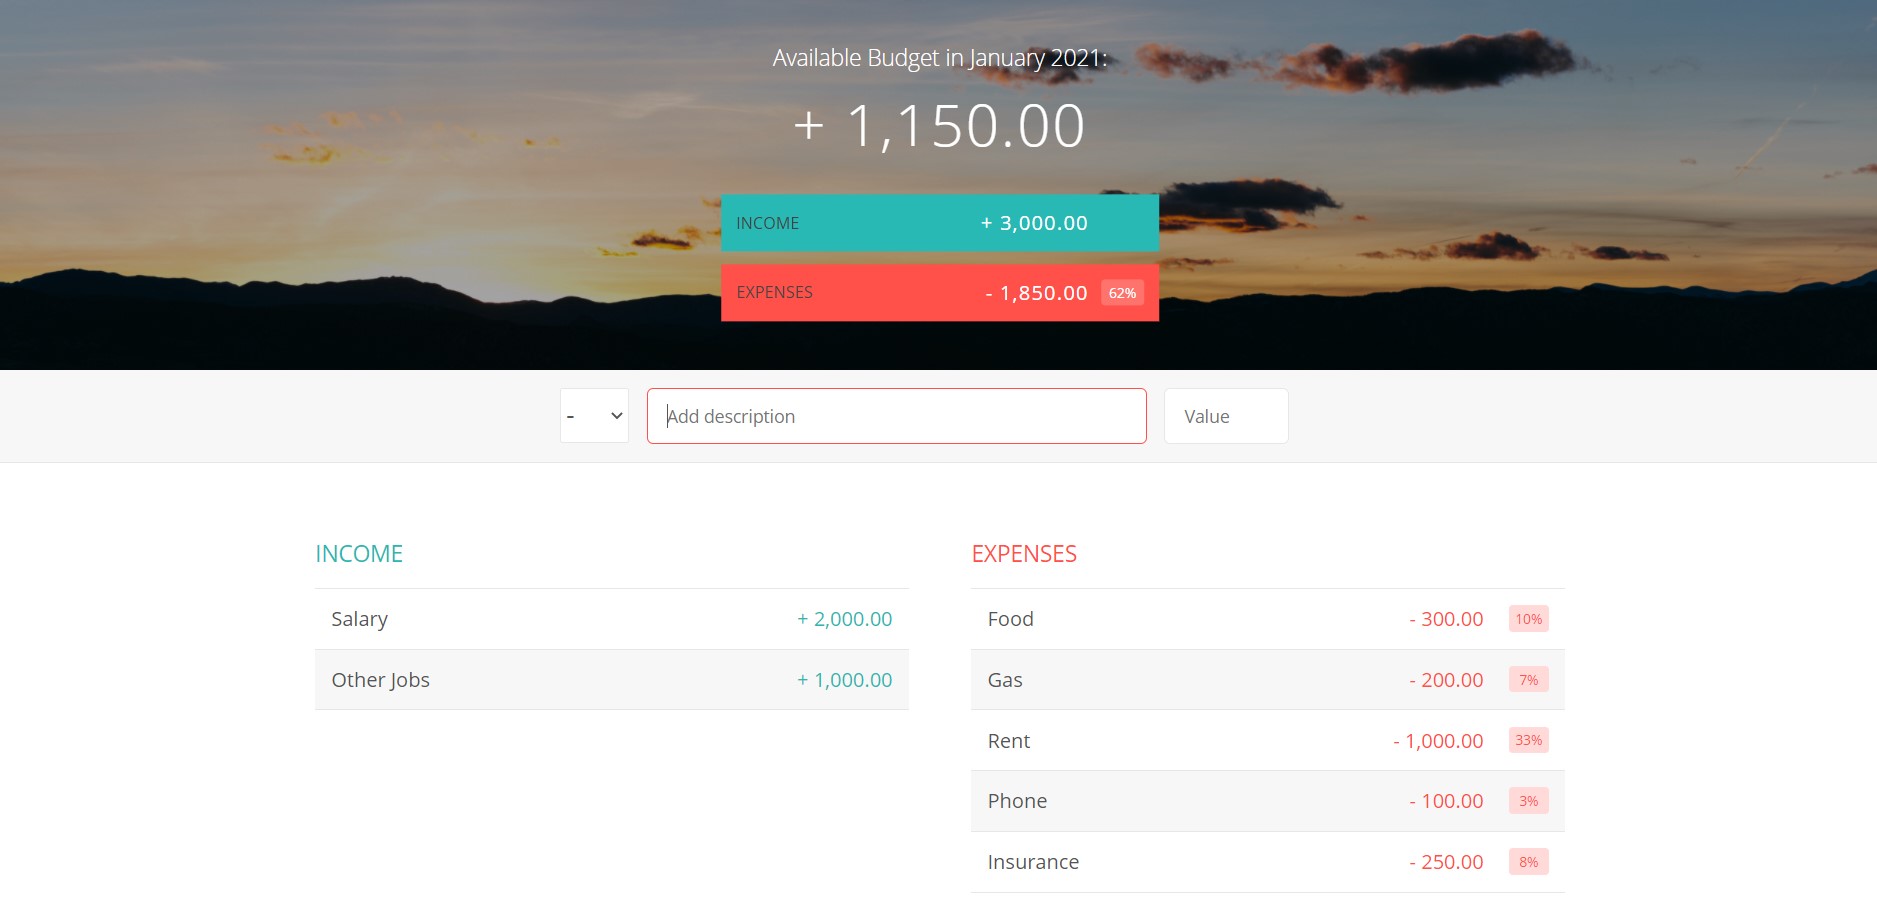 Available Budget in January 2021:
+ 1,150.00
INCOME + 3,000.00
EXPENSES - 1,850.00 62%
- Add description Value
INCOME
Salary + 2,000.00
Other Jobs + 1,000.00
EXPENSES
Food - 300.00 10%
Gas - 200.00 7%
Rent - 1,000.00 33%
Phone - 100.00 3%
Insurance - 250.00 8%